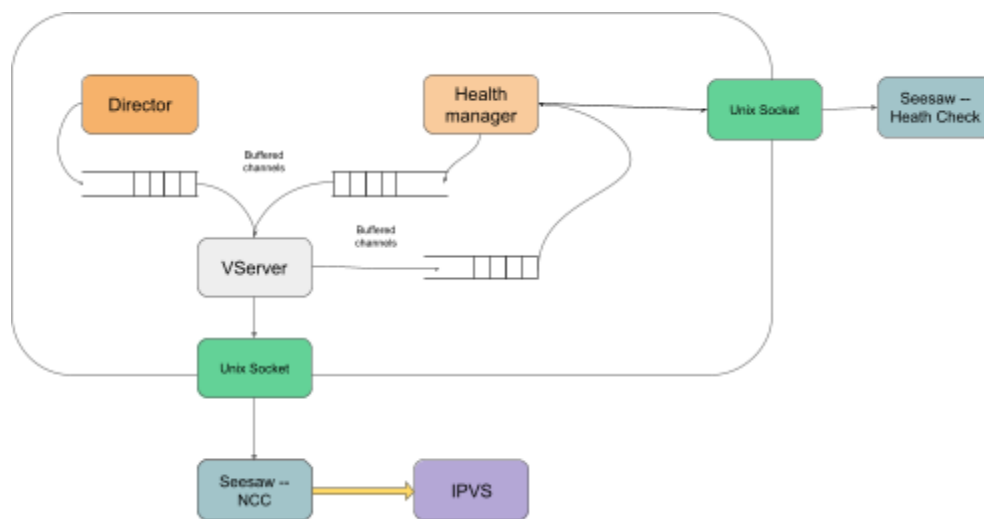 Director
Health
manager
Unix Socket
Seesaw --
Heath Check
Buffered
channels
Buffered
channels
VServer
Unix Socket
Seesaw --
NCC
IPVS